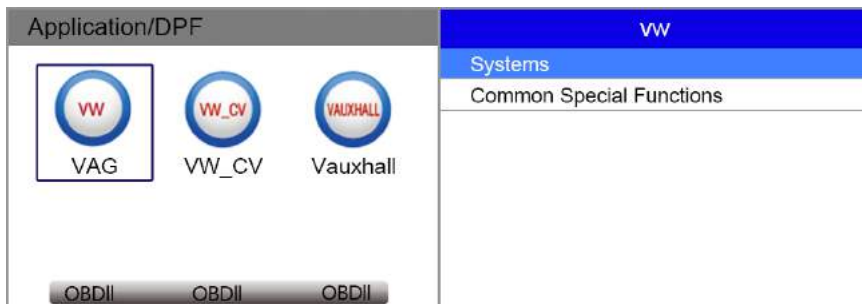 Application/DPF
VW
VW_CV
VAUXHALL
VAG
VW_CV
Vauxhall
OBDII
OBDII
OBDII
VW
Systems
Common Special Functions